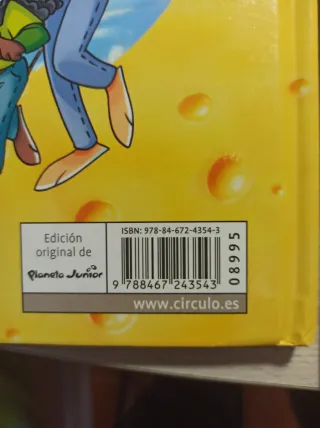 Edición
original de
Planeta Junior
ISBN: 978-84-672-4354-3
9 788467 243543
08995
www.circulo.es